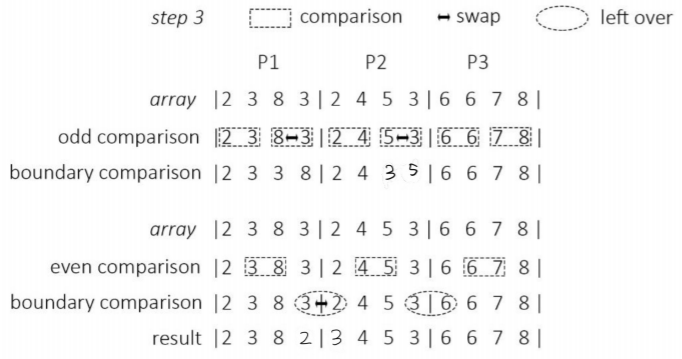 step 3 comparison swap left over
P1 P2 P3
array |2 3 8 3|2 4 5 3|6 6 7 8|
odd comparison |2 3 8 3|2 4 5 3|6 6 7 8|
boundary comparison |2 3 3 8|2 4 3 5|6 6 7 8|
array |2 3 8 3|2 4 5 3|6 6 7 8|
even comparison |2 3 8 3|2 4 5 3|6 6 7 8|
boundary comparison |2 3 8 3|2 4 5 3|6 6 7 8|
result |2 3 8 2|3 4 5 3|6 6 7 8|